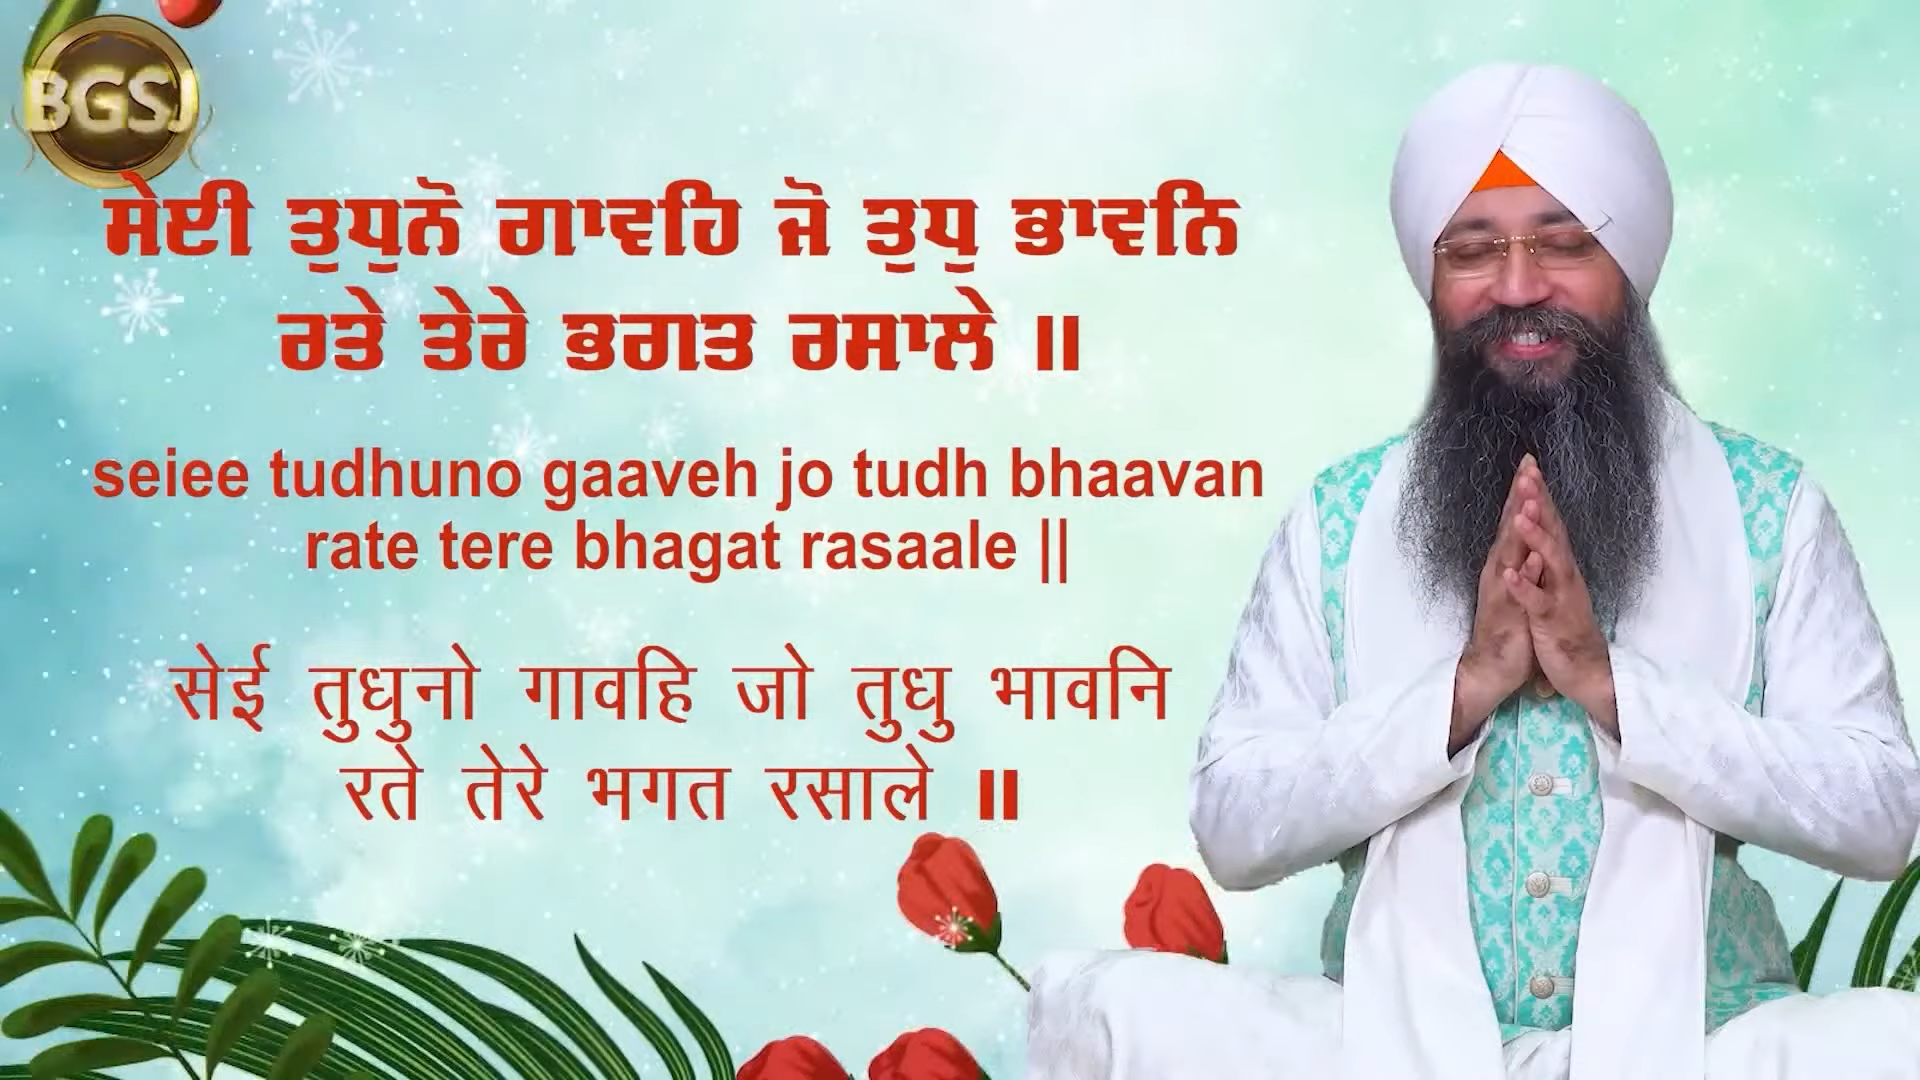 BGSJ
ਸੇਈ ਤੁਧੁਨੋ ਗਾਵਹਿ ਜੋ ਤੁਧੁ ਭਾਵਨਿ
ਰਤੇ ਤੇਰੇ ਭਗਤ ਰਸਾਲੇ ॥
seiee tudhuno gaaveh jo tudh bhaavan
rate tere bhagat rasaale ||
सेई तुधुनो गावहि जो तुधु भावनि
रते तेरे भगत रसाले ॥